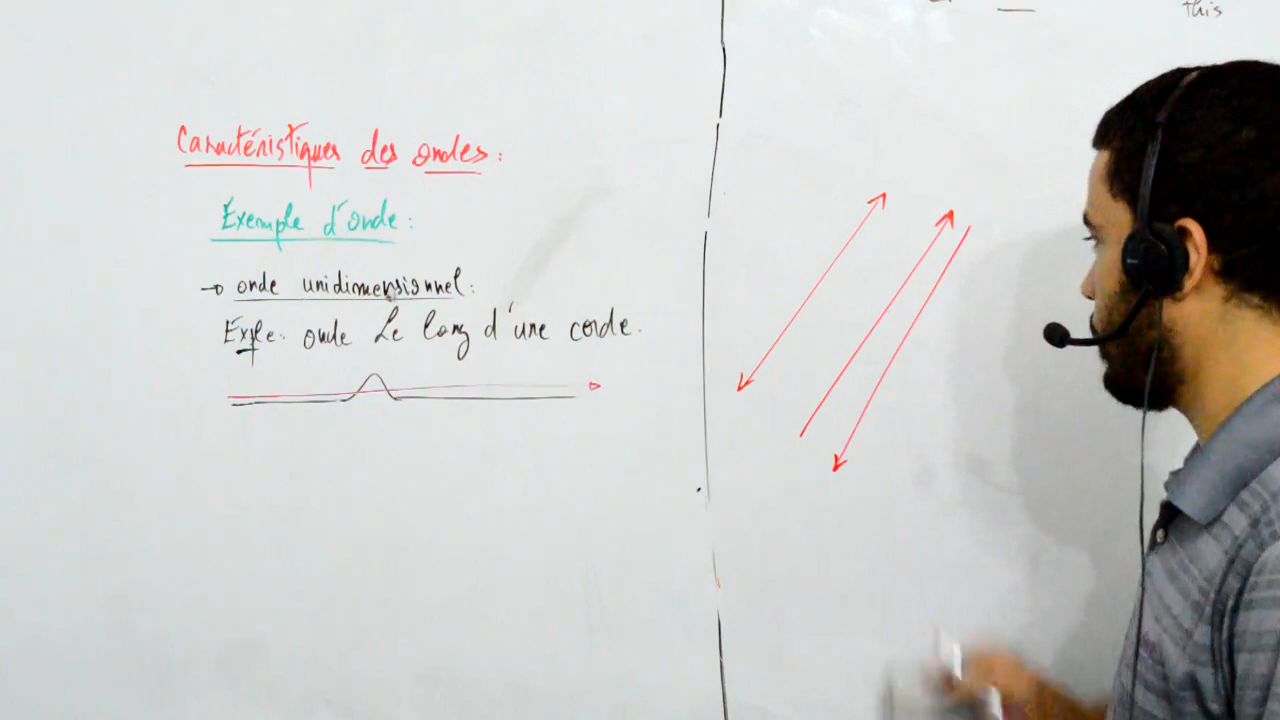 Caractéristiques des ondes :
Exemple d'onde :
→ onde unidimensionnel :
Exple : onde le long d'une corde.
this